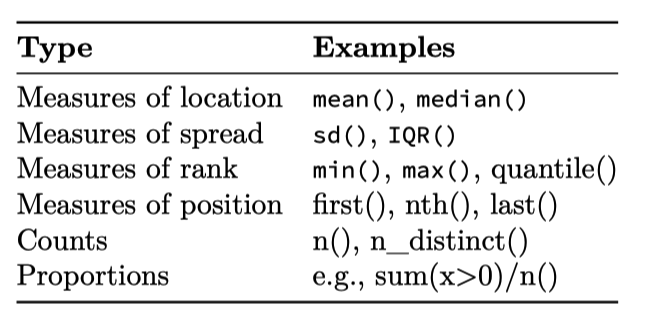 Type Examples
Measures of location mean(), median()
Measures of spread sd(), IQR()
Measures of rank min(), max(), quantile()
Measures of position first(), nth(), last()
Counts n(), n_distinct()
Proportions e.g., sum(x>0)/n()